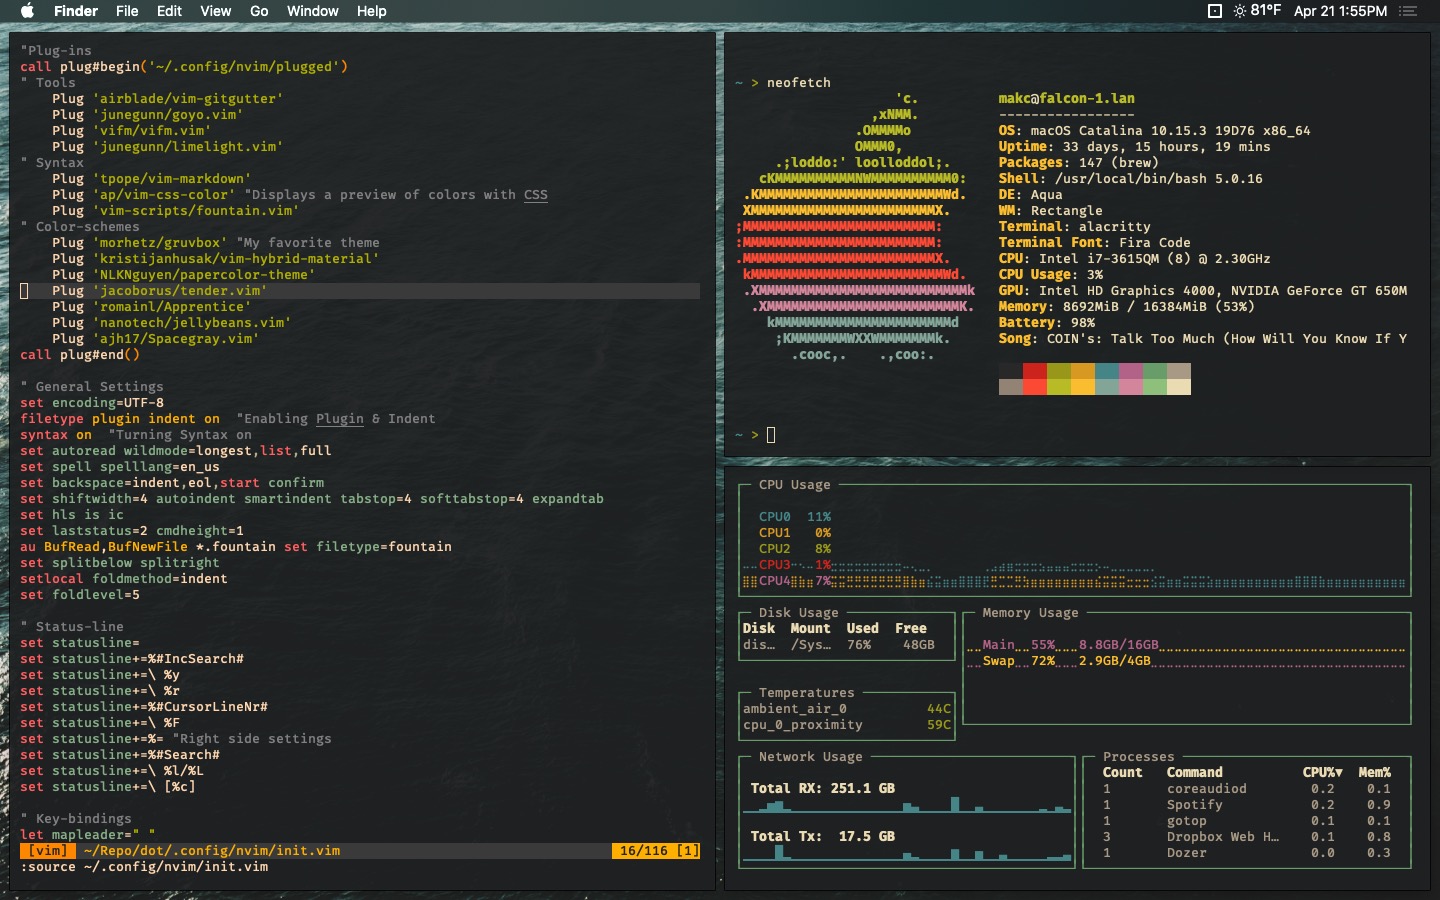 Finder File Edit View Go Window Help
81°F Apr 21 1:55PM
"Plug-ins
call plug#begin('~/.config/nvim/plugged')
" Tools
Plug 'airblade/vim-gitgutter'
Plug 'junegunn/goyo.vim'
Plug 'vifm/vifm.vim'
Plug 'junegunn/limelight.vim'
" Syntax
Plug 'tpope/vim-markdown'
Plug 'ap/vim-css-color' "Displays a preview of colors with CSS
Plug 'vim-scripts/fountain.vim'
" Color-schemes
Plug 'morhetz/gruvbox' "My favorite theme
Plug 'kristijanhusak/vim-hybrid-material'
Plug 'NLKNguyen/papercolor-theme'
Plug 'jacoborus/tender.vim'
Plug 'romainl/Apprentice'
Plug 'nanotech/jellybeans.vim'
Plug 'ajh17/Spacegray.vim'
call plug#end()
" General Settings
set encoding=UTF-8
filetype plugin indent on "Enabling Plugin & Indent
syntax on "Turning Syntax on
set autoread wildmode=longest,list,full
set spell spelllang=en_us
set backspace=indent,eol,start confirm
set shiftwidth=4 autoindent smartindent tabstop=4 softtabstop=4 expandtab
set hls is ic
set laststatus=2 cmdheight=1
au BufRead,BufNewFile *.fountain set filetype=fountain
set splitbelow splitright
setlocal foldmethod=indent
set foldlevel=5
" Status-line
set statusline=
set statusline+=%#IncSearch#
set statusline+=\ %y
set statusline+=\ %r
set statusline+=%#CursorLineNr#
set statusline+=\ %F
set statusline+=%= "Right side settings
set statusline+=%#Search#
set statusline+=\ %l/%L
set statusline+=\ [%c]
" Key-bindings
let mapleader=" "
[vim] ~/Repo/dot/.config/nvim/init.vim 16/116 [1]
:source ~/.config/nvim/init.vim
~ > neofetch
'c.
,xNMM.
.OMMMMo
OMMM0,
.;loddo:' loolloddol;.
cKMMMMMMMMMMNWMMMMMMMMMM0:
.KMMMMMMMMMMMMMMMMMMMMMMMWd.
XMMMMMMMMMMMMMMMMMMMMMMMX.
;MMMMMMMMMMMMMMMMMMMMMMMM:
:MMMMMMMMMMMMMMMMMMMMMMMM:
.MMMMMMMMMMMMMMMMMMMMMMMMX.
kMMMMMMMMMMMMMMMMMMMMMMMMWd.
.XMMMMMMMMMMMMMMMMMMMMMMMMMMk
.XMMMMMMMMMMMMMMMMMMMMMMMMK.
kMMMMMMMMMMMMMMMMMMMMMMd
;KMMMMMMMWXXWMMMMMMMk.
.cooc,. .,coo:.
makc@falcon-1.lan
-----------------
OS: macOS Catalina 10.15.3 19D76 x86_64
Uptime: 33 days, 15 hours, 19 mins
Packages: 147 (brew)
Shell: /usr/local/bin/bash 5.0.16
DE: Aqua
WM: Rectangle
Terminal: alacritty
Terminal Font: Fira Code
CPU: Intel i7-3615QM (8) @ 2.30GHz
CPU Usage: 3%
GPU: Intel HD Graphics 4000, NVIDIA GeForce GT 650M
Memory: 8692MiB / 16384MiB (53%)
Battery: 98%
Song: COIN's: Talk Too Much (How Will You Know If Y
~ >
CPU Usage
CPU0 11%
CPU1 0%
CPU2 8%
CPU3 1%
CPU4 7%
Disk Usage
Disk Mount Used Free
dis… /Sys… 76% 48GB
Memory Usage
Main 55% 8.8GB/16GB
Swap 72% 2.9GB/4GB
Temperatures
ambient_air_0 44C
cpu_0_proximity 59C
Network Usage
Total RX: 251.1 GB
Total Tx: 17.5 GB
Processes
Count Command CPU%▼ Mem%
1 coreaudiod 0.2 0.1
1 Spotify 0.2 0.9
1 gotop 0.1 0.1
3 Dropbox Web H… 0.1 0.8
1 Dozer 0.0 0.3